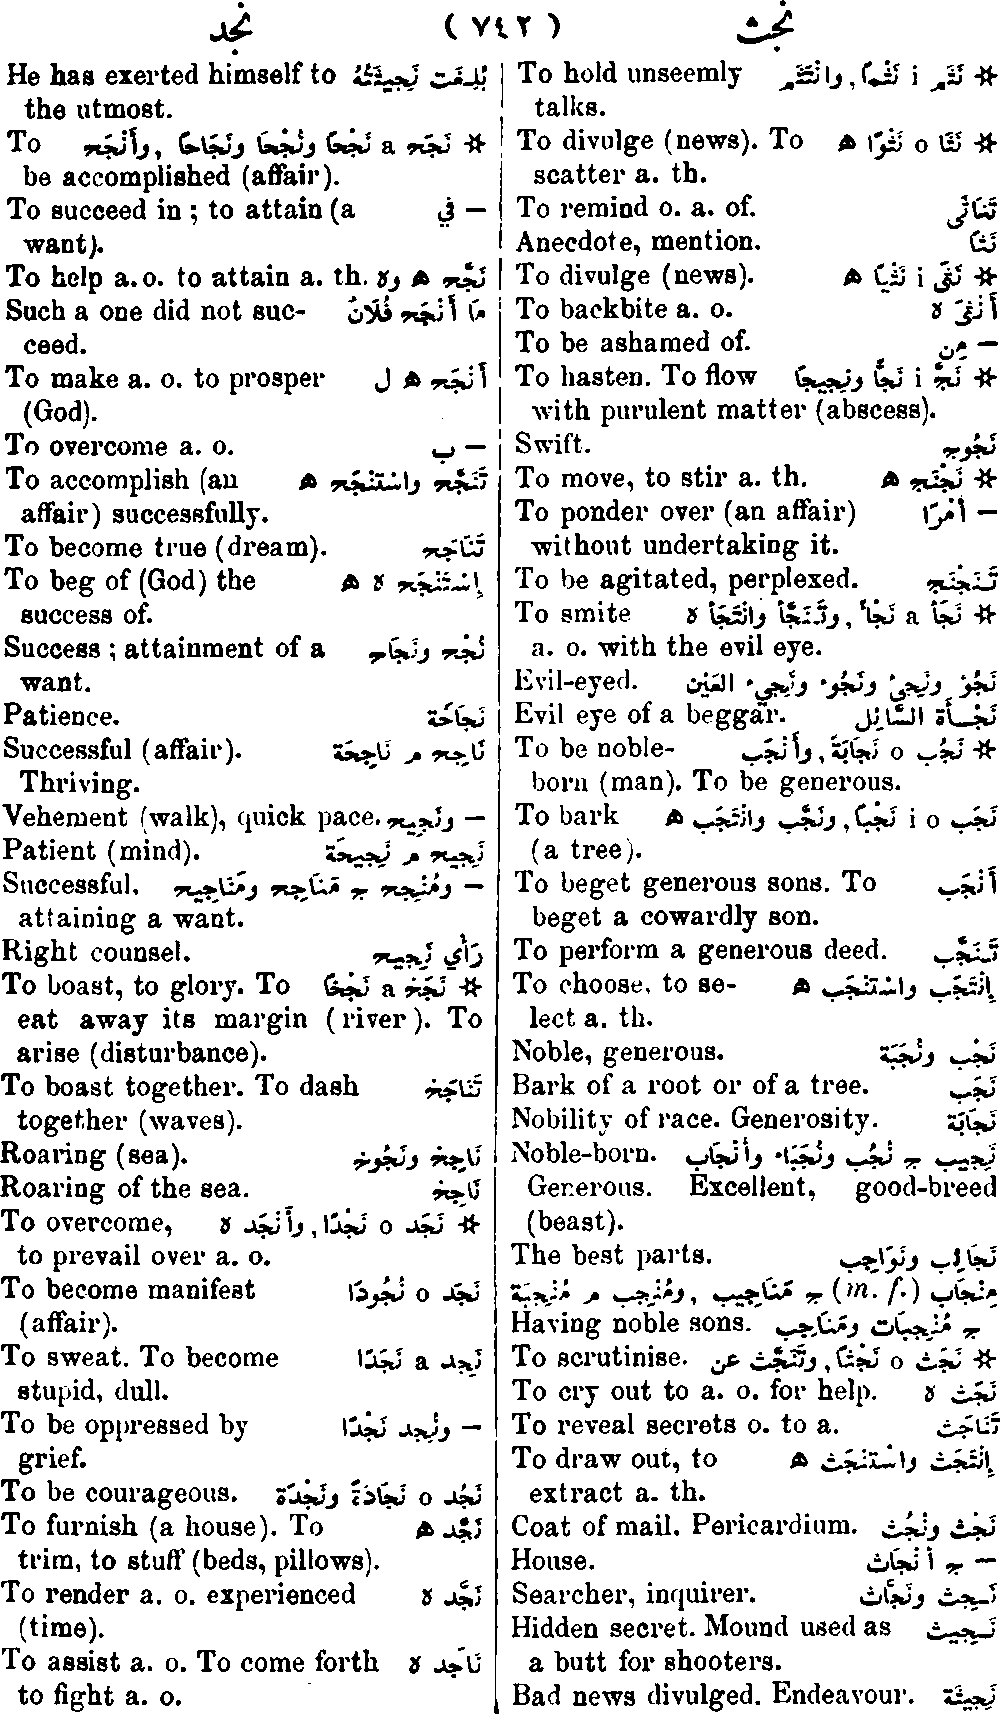 نجث ( ٧٤٢ ) نجد
To hold unseemly ✲ نَثَم i نَثْمًا, وانْتَثَم
talks.
To divulge (news). To ✲ نَثَا o نَثْوًا ه
scatter a. th.
To remind o. a. of. تَنَاثَى
Anecdote, mention. نَثًا
To divulge (news). ✲ نَثَى i نَثْيًا ه
To backbite a. o. أَنْثَى لا
To be ashamed of. — مِن
To hasten. To flow ✲ نَجَّ i نَجًّا ونَجِيجًا
with purulent matter (abscess).
Swift. نَجُوج
To move, to stir a. th. ✲ نَجْنَج ه
To ponder over (an affair) — أَمْرًا
without undertaking it.
To be agitated, perplexed. تَنَجْنَج
To smite ✲ نَجَأ a نَجْأً, وتَنَجَّأ وانْتَجَأ لا
a. o. with the evil eye.
Evil-eyed. نَجُؤ ونَجِئ ونَجُوء ونَجِيء العَيْن
Evil eye of a beggar. نَجْأَة السَّائِل
To be noble- ✲ نَجُب o نَجَابَةً, وأَنْجَب
born (man). To be generous.
To bark نَجَب i o نَجْبًا, ونَجَّب وانْتَجَب ه
(a tree).
To beget generous sons. To أَنْجَب
beget a cowardly son.
To perform a generous deed. تَنَجَّب
To choose, to se- إِنْتَجَب واسْتَنْجَب ه
lect a. th.
Noble, generous. نَجْب ونُجَبَة
Bark of a root or of a tree. نَجَب
Nobility of race. Generosity. نَجَابَة
Noble-born. نَجِيب ج نُجُب ونُجَبَاء وأَنْجَاب
Generous. Excellent, good-breed
(beast).
The best parts. نَجَائِب ونَوَاجِب
مِنْجَاب (m. f.) ج مَنَاجِيب, ومُنْجِب م مُنْجِبَة
Having noble sons. ج مُنْجِبَات ومَنَاجِب
To scrutinise. ✲ نَجَث o نَجْثًا, وتَنَجَّث عن
To cry out to a. o. for help. نَجَّث لا
To reveal secrets o. to a. تَنَاجَث
To draw out, to إِنْتَجَث واسْتَنْجَث ه
extract a. th.
Coat of mail. Pericardium. نَجْث ونُجُث
House. — ج أَنْجَاث
Searcher, inquirer. نَجِث ونَجَّاث
Hidden secret. Mound used as نَجِيث
a butt for shooters.
Bad news divulged. Endeavour. نَجِيثَة
He has exerted himself to بُلِغَت نَجِيثَتُهُ
the utmost.
To ✲ نَجَح a نَجْحًا ونُجْحًا ونَجَاحًا, وأَنْجَح
be accomplished (affair).
To succeed in ; to attain (a — في
want).
To help a. o. to attain a. th. نَجَّح ه ولا
Such a one did not suc- مَا أَنْجَح فُلَانٌ
ceed.
To make a. o. to prosper أَنْجَح ه ل
(God).
To overcome a. o. — ب
To accomplish (an تَنَجَّح واسْتَنْجَح ه
affair) successfully.
To become true (dream). تَنَاجَح
To beg of (God) the إِسْتَنْجَح لا ه
success of.
Success ; attainment of a نُجْح ونَجَاح
want.
Patience. نَجَاحَة
Successful (affair). نَاجِح م نَاجِحَة
Thriving.
Vehement (walk), quick pace. — ونَجِيح
Patient (mind). نَجِيح م نَجِيحَة
Successful, — ومُنْجِح ج مَنَاجِح ومَنَاجِيح
attaining a want.
Right counsel. رَأْي نَجِيح
To boast, to glory. To ✲ نَجَخ a نَجْخًا
eat away its margin (river). To
arise (disturbance).
To boast together. To dash تَنَاجَخ
together (waves).
Roaring (sea). نَاجِخ ونَجُوخ
Roaring of the sea. نَاجِخ
To overcome, ✲ نَجَد o نَجْدًا, وأَنْجَد لا
to prevail over a. o.
To become manifest نَجَد o نُجُودًا
(affair).
To sweat. To become نَجِد a نَجَدًا
stupid, dull.
To be oppressed by — ونُجِد نَجْدًا
grief.
To be courageous. نَجُد o نَجَادَةً ونَجْدَةً
To furnish (a house). To نَجَّد ه
trim, to stuff (beds, pillows).
To render a. o. experienced نَجَّد لا
(time).
To assist a. o. To come forth نَاجَد لا
to fight a. o.